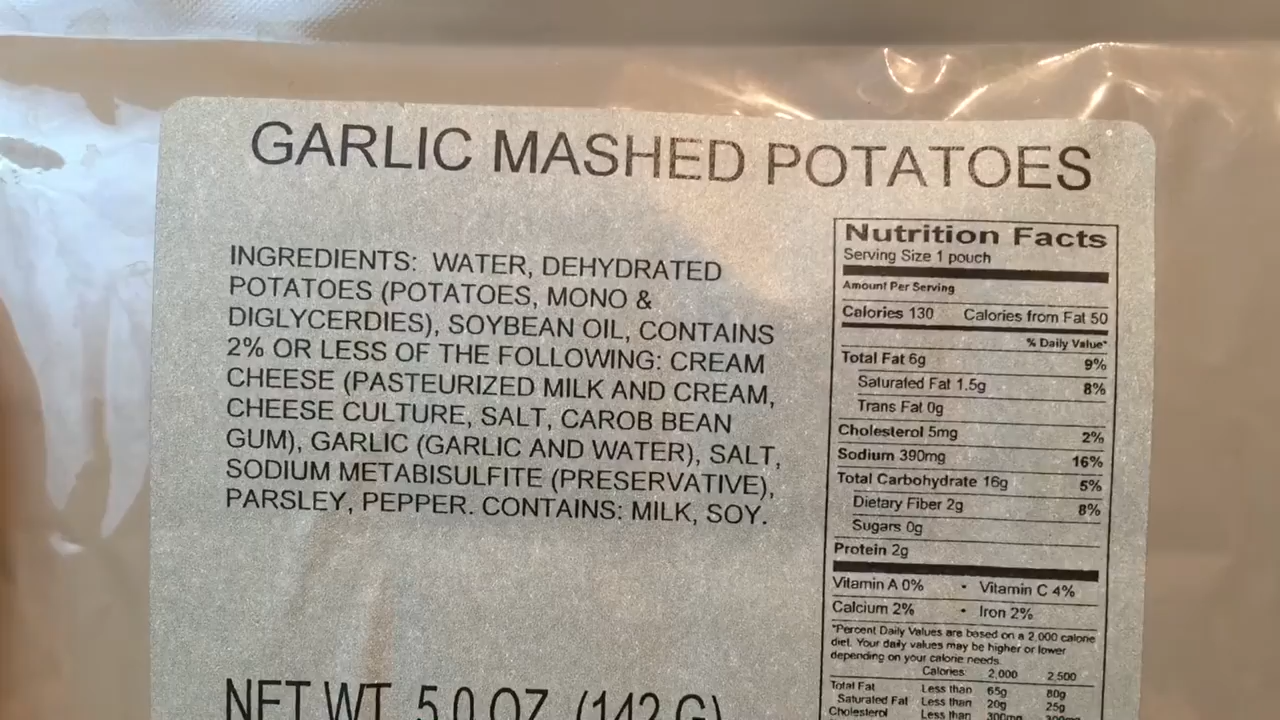 GARLIC MASHED POTATOES
INGREDIENTS: WATER, DEHYDRATED
POTATOES (POTATOES, MONO &
DIGLYCERDIES), SOYBEAN OIL, CONTAINS
2% OR LESS OF THE FOLLOWING: CREAM
CHEESE (PASTEURIZED MILK AND CREAM,
CHEESE CULTURE, SALT, CAROB BEAN
GUM), GARLIC (GARLIC AND WATER), SALT,
SODIUM METABISULFITE (PRESERVATIVE),
PARSLEY, PEPPER. CONTAINS: MILK, SOY.
NET WT. 5.0 OZ. (142 G)
Nutrition Facts
Serving Size 1 pouch
Amount Per Serving
Calories 130 Calories from Fat 50
% Daily Value*
Total Fat 6g 9%
Saturated Fat 1.5g 8%
Trans Fat 0g
Cholesterol 5mg 2%
Sodium 390mg 16%
Total Carbohydrate 16g 5%
Dietary Fiber 2g 8%
Sugars 0g
Protein 2g
Vitamin A 0% • Vitamin C 4%
Calcium 2% • Iron 2%
*Percent Daily Values are based on a 2,000 calorie
diet. Your daily values may be higher or lower
depending on your calorie needs.
Calories 2,000 2,500
Total Fat Less than 65g 80g
Saturated Fat Less than 20g 25g
Cholesterol Less than 300mg 300mg